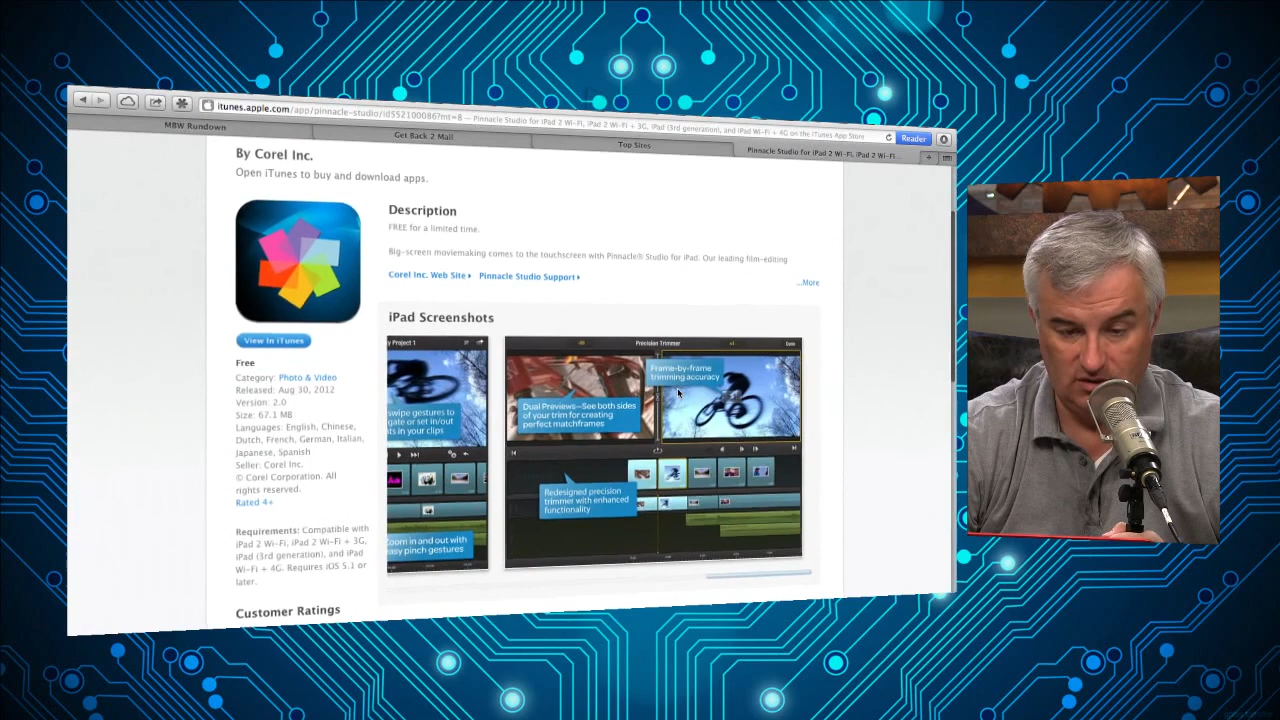 itunes.apple.com/app/pinnacle-studio/id552100086?mt=8 — Pinnacle Studio for iPad 2 Wi-Fi, iPad 2 Wi-Fi + 3G, iPad (3rd generation), and iPad Wi-Fi + 4G on the iTunes App Store
Reader
MBW Rundown
Get Back 2 Mail
Top Sites
Pinnacle Studio for iPad 2 Wi-Fi, iPad 2 Wi-Fi...
By Corel Inc.
Open iTunes to buy and download apps.
Description
FREE for a limited time.
Big-screen moviemaking comes to the touchscreen with Pinnacle® Studio for iPad. Our leading film-editing
Corel Inc. Web Site
Pinnacle Studio Support
...More
iPad Screenshots
View In iTunes
Free
Category: Photo & Video
Released: Aug 30, 2012
Version: 2.0
Size: 67.1 MB
Languages: English, Chinese,
Dutch, French, German, Italian,
Japanese, Spanish
Seller: Corel Inc.
© Corel Corporation. All
rights reserved.
Rated 4+
Requirements: Compatible with
iPad 2 Wi-Fi, iPad 2 Wi-Fi + 3G,
iPad (3rd generation), and iPad
Wi-Fi + 4G. Requires iOS 5.1 or
later.
Customer Ratings
y Project 1
swipe gestures to
gate or set in/out
ts in your clips
Zoom in and out with
easy pinch gestures
Precision Trimmer
Done
Frame-by-frame
trimming accuracy
Dual Previews—See both sides
of your trim for creating
perfect matchframes
Redesigned precision
trimmer with enhanced
functionality